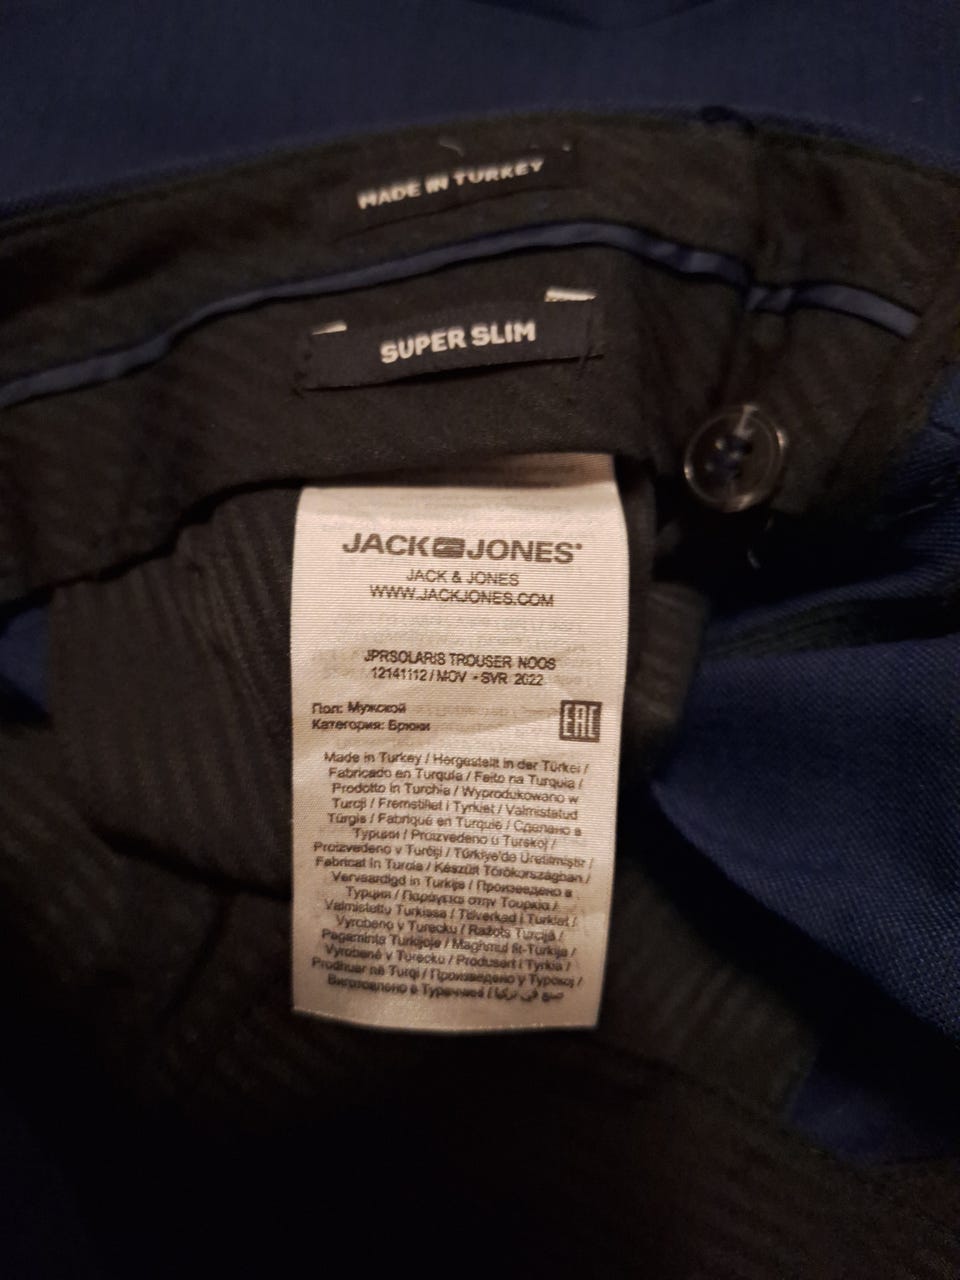 MADE IN TURKEY
SUPER SLIM
JACK JONES®
JACK & JONES
WWW.JACKJONES.COM
JPRSOLARIS TROUSER NOOS
12141112 / MOV - SVR 2022
Пол: Мужской
Категория: Брюки
EAC
Made in Turkey / Hergestellt in der Türkei /
Fabricado en Turquía / Feito na Turquia /
Prodotto in Turchia / Wyprodukowano w
Turcji / Fremstillet i Tyrkiet / Valmistatud
Türgis / Fabriqué en Turquie / Сделано в
Турции / Proizvedeno u Turskoj /
Proizvedeno v Turčiji / Türkiye'de Üretilmiştir /
Fabricat în Turcia / Készült Törökországban /
Vervaardigd in Turkije / Произведено в
Турция / Παράγεται στην Τουρκία /
Valmistettu Turkissa / Tillverkad i Turkiet /
Vyrobeno v Turecku / Ražots Turcijā /
Pagaminta Turkijoje / Maghmul fit-Turkija /
Vyrobené v Turecku / Produsert i Tyrkia /
Prodhuar në Turqi / Произведено у Турској /
Виготовлено в Туреччині / صنع في تركيا